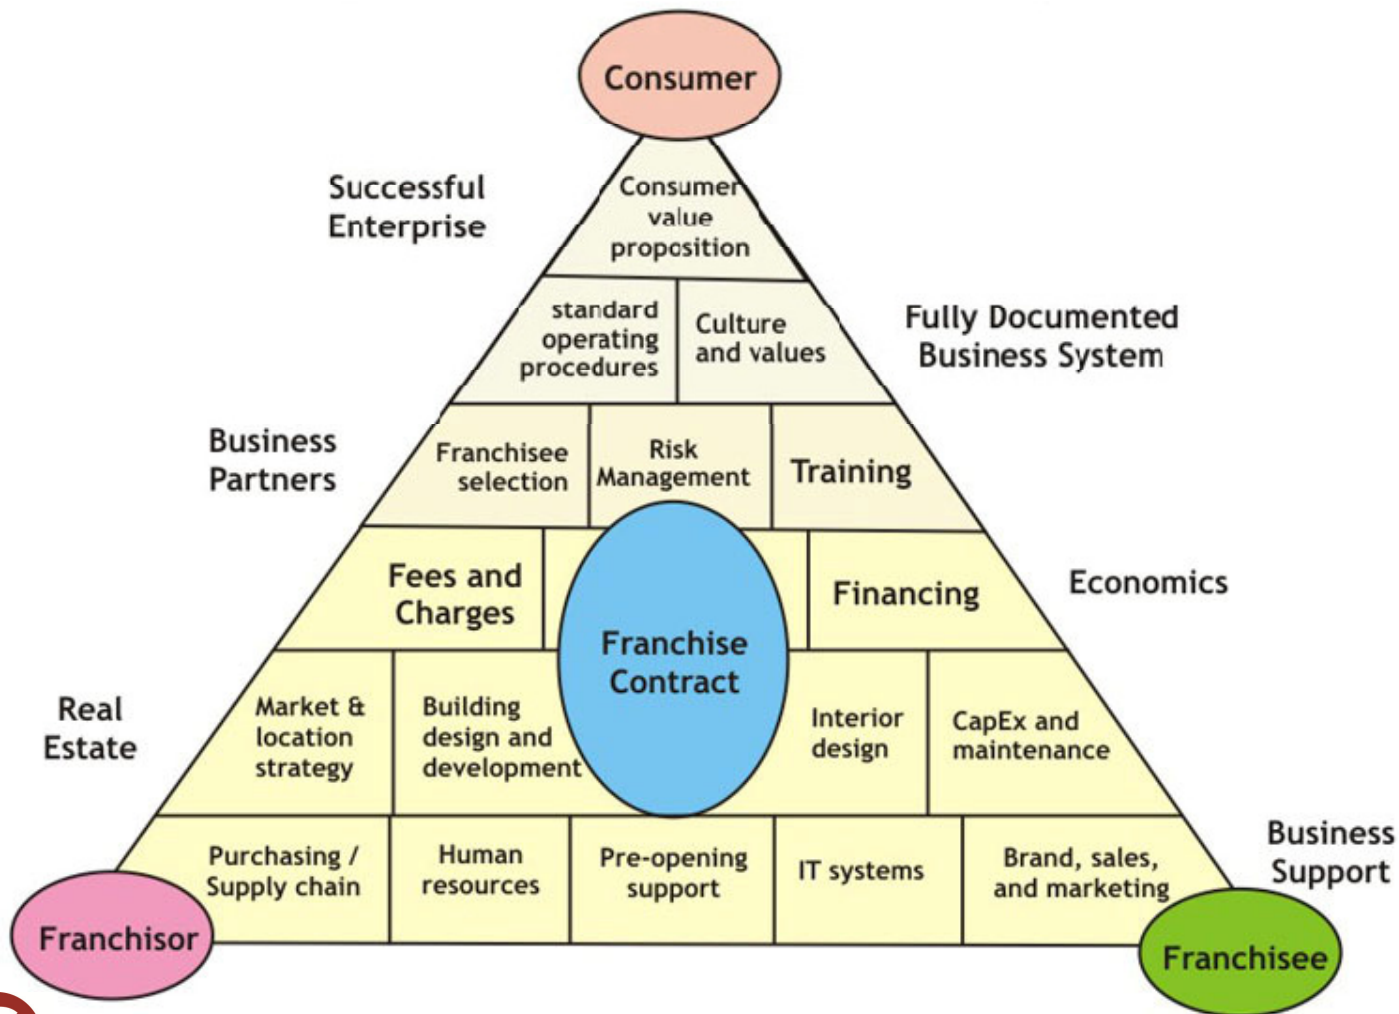 Consumer
Successful
Enterprise
Consumer
value
proposition
standard
operating
procedures
Culture
and values
Fully Documented
Business System
Business
Partners
Franchisee
selection
Risk
Management
Training
Fees and
Charges
Franchise
Contract
Financing
Economics
Real
Estate
Market &
location
strategy
Building
design and
development
Interior
design
CapEx and
maintenance
Purchasing /
Supply chain
Human
resources
Pre-opening
support
IT systems
Brand, sales,
and marketing
Business
Support
Franchisor
Franchisee